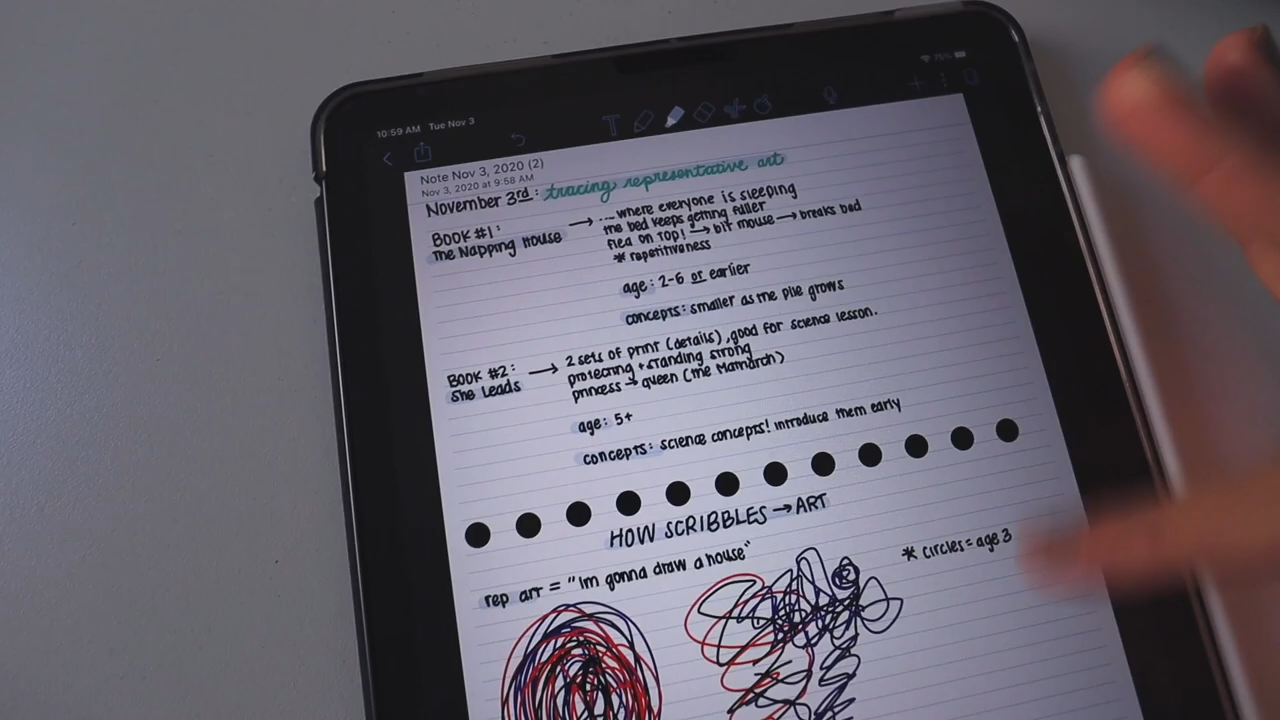 10:59 AM Tue Nov 3
75%
Note Nov 3, 2020 (2)
Nov 3, 2020 at 9:58 AM
November 3rd: tracing representative art
BOOK #1:
The Napping House
→ ... where everyone is sleeping
the bed keeps getting fuller
flea on TOP! → bit mouse → breaks bed
* repetitiveness
age: 2-6 or earlier
concepts: smaller as the pile grows
BOOK #2:
She Leads
→ 2 sets of print (details), good for science lesson.
protecting + standing strong
princess → queen (the Matriarch)
age: 5+
concepts: science concepts! introduce them early
HOW SCRIBBLES → ART
rep art = "Im gonna draw a house"
* circles = age 3